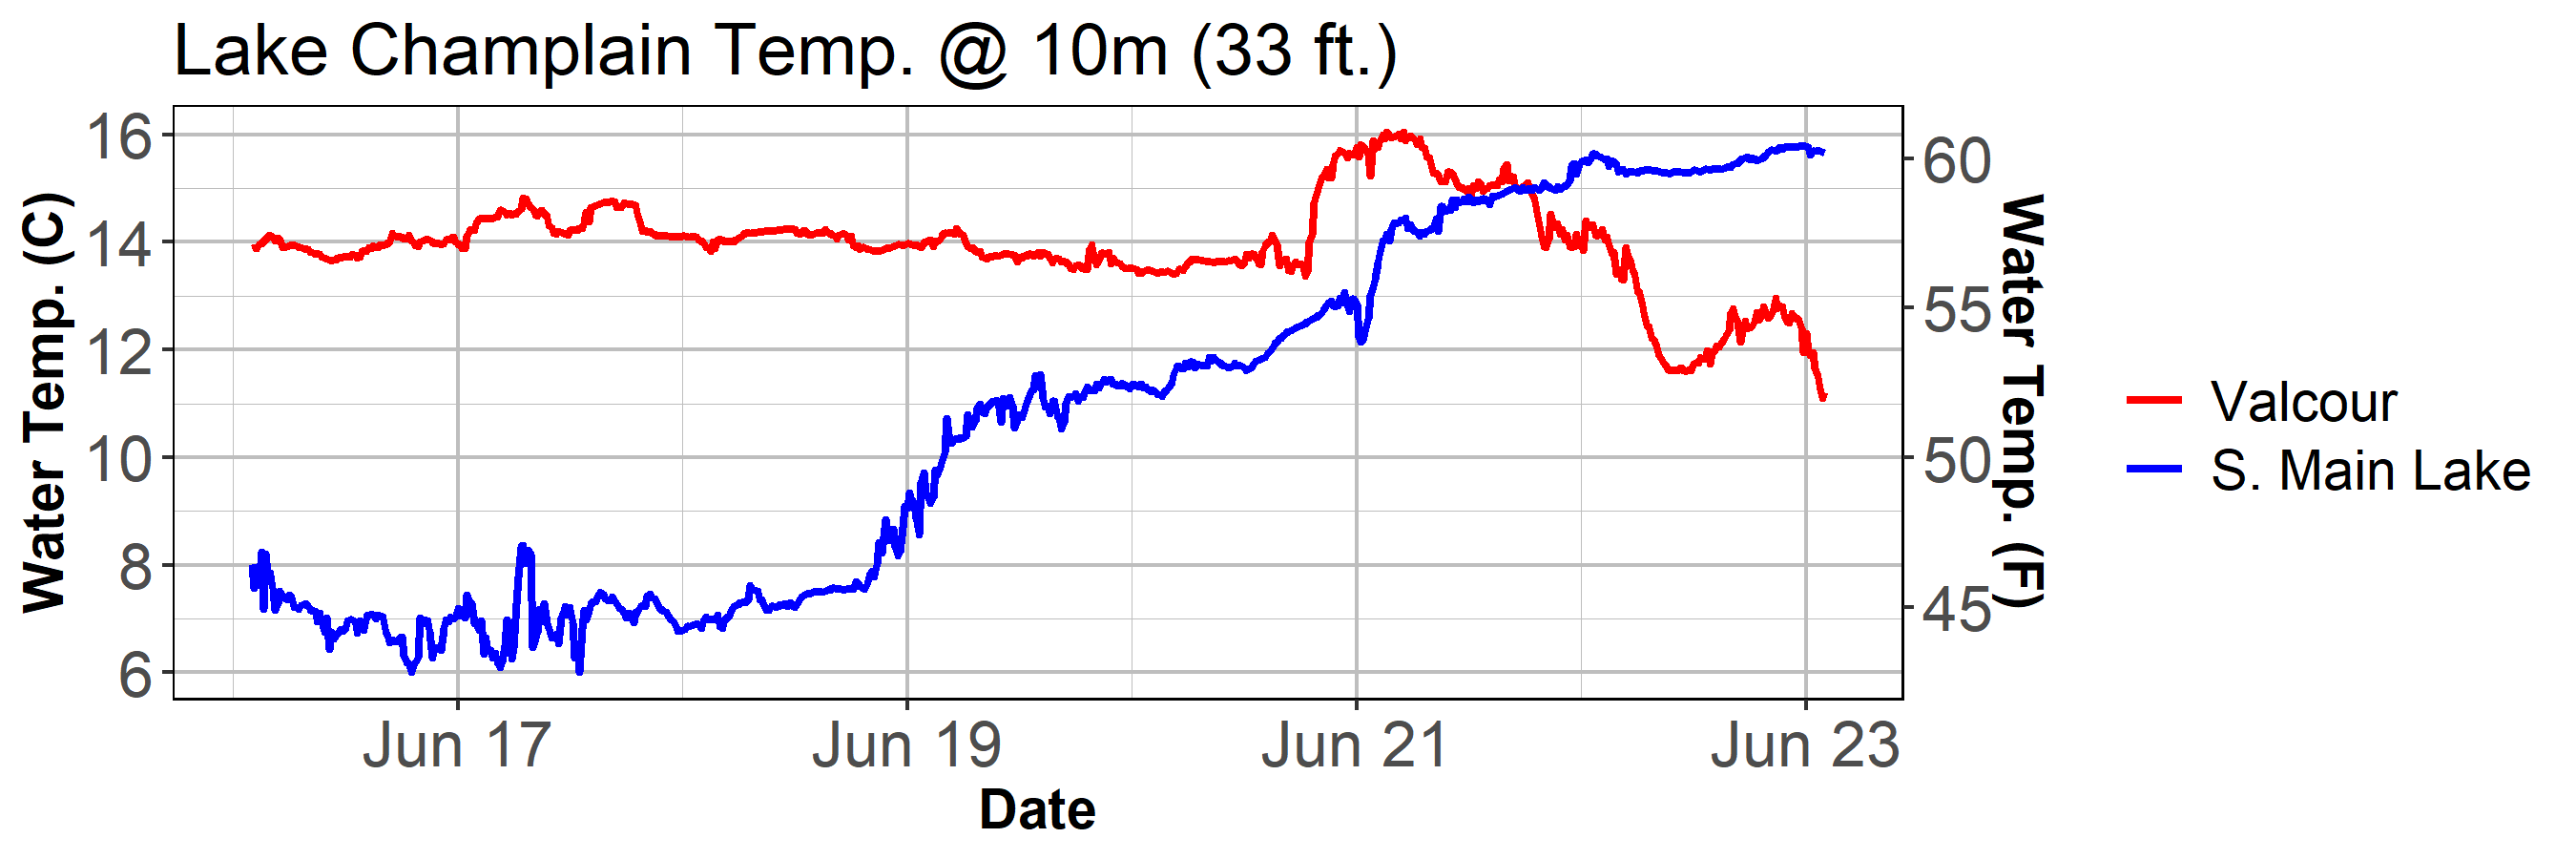 Lake Champlain Temp. @ 10m (33 ft.)
Water Temp. (C)
16
14
12
10
8
6
60
55
50
45
Water Temp. (F)
Valcour
S. Main Lake
Jun 17
Jun 19
Jun 21
Jun 23
Date